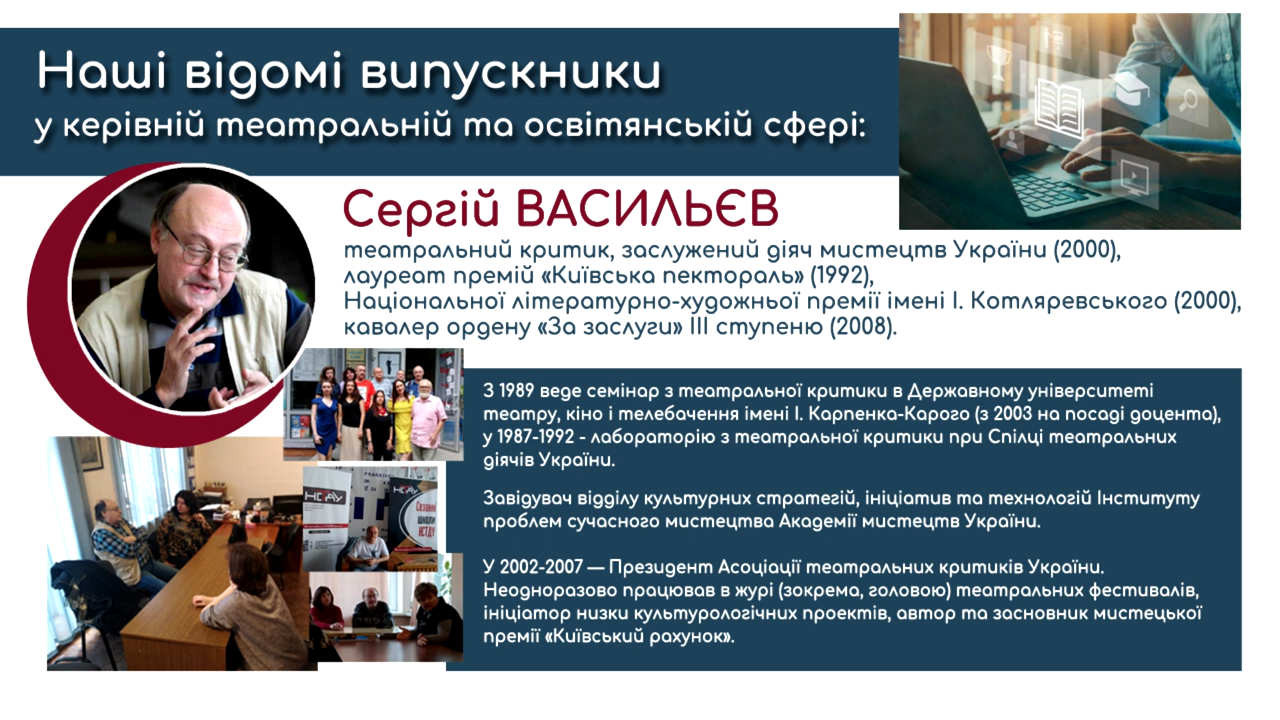 Наші відомі випускники
у керівній театральній та освітянській сфері:
Сергій ВАСИЛЬЄВ
театральний критик, заслужений діяч мистецтв України (2000),
лауреат премій «Київська пектораль» (1992),
Національної літературно-художньої премії імені І. Котляревського (2000),
кавалер ордену «За заслуги» ІІІ ступеню (2008).
З 1989 веде семінар з театральної критики в Державному університеті
театру, кіно і телебачення імені І. Карпенка-Карого (з 2003 на посаді доцента),
у 1987-1992 - лабораторію з театральної критики при Спілці театральних
діячів України.
Завідувач відділу культурних стратегій, ініціатив та технологій Інституту
проблем сучасного мистецтва Академії мистецтв України.
У 2002-2007 — Президент Асоціації театральних критиків України.
Неодноразово працював в журі (зокрема, головою) театральних фестивалів,
ініціатор низки культурологічних проектів, автор та засновник мистецької
премії «Київський рахунок».
НСТДУ
Сезонні
школи
НСТДУ